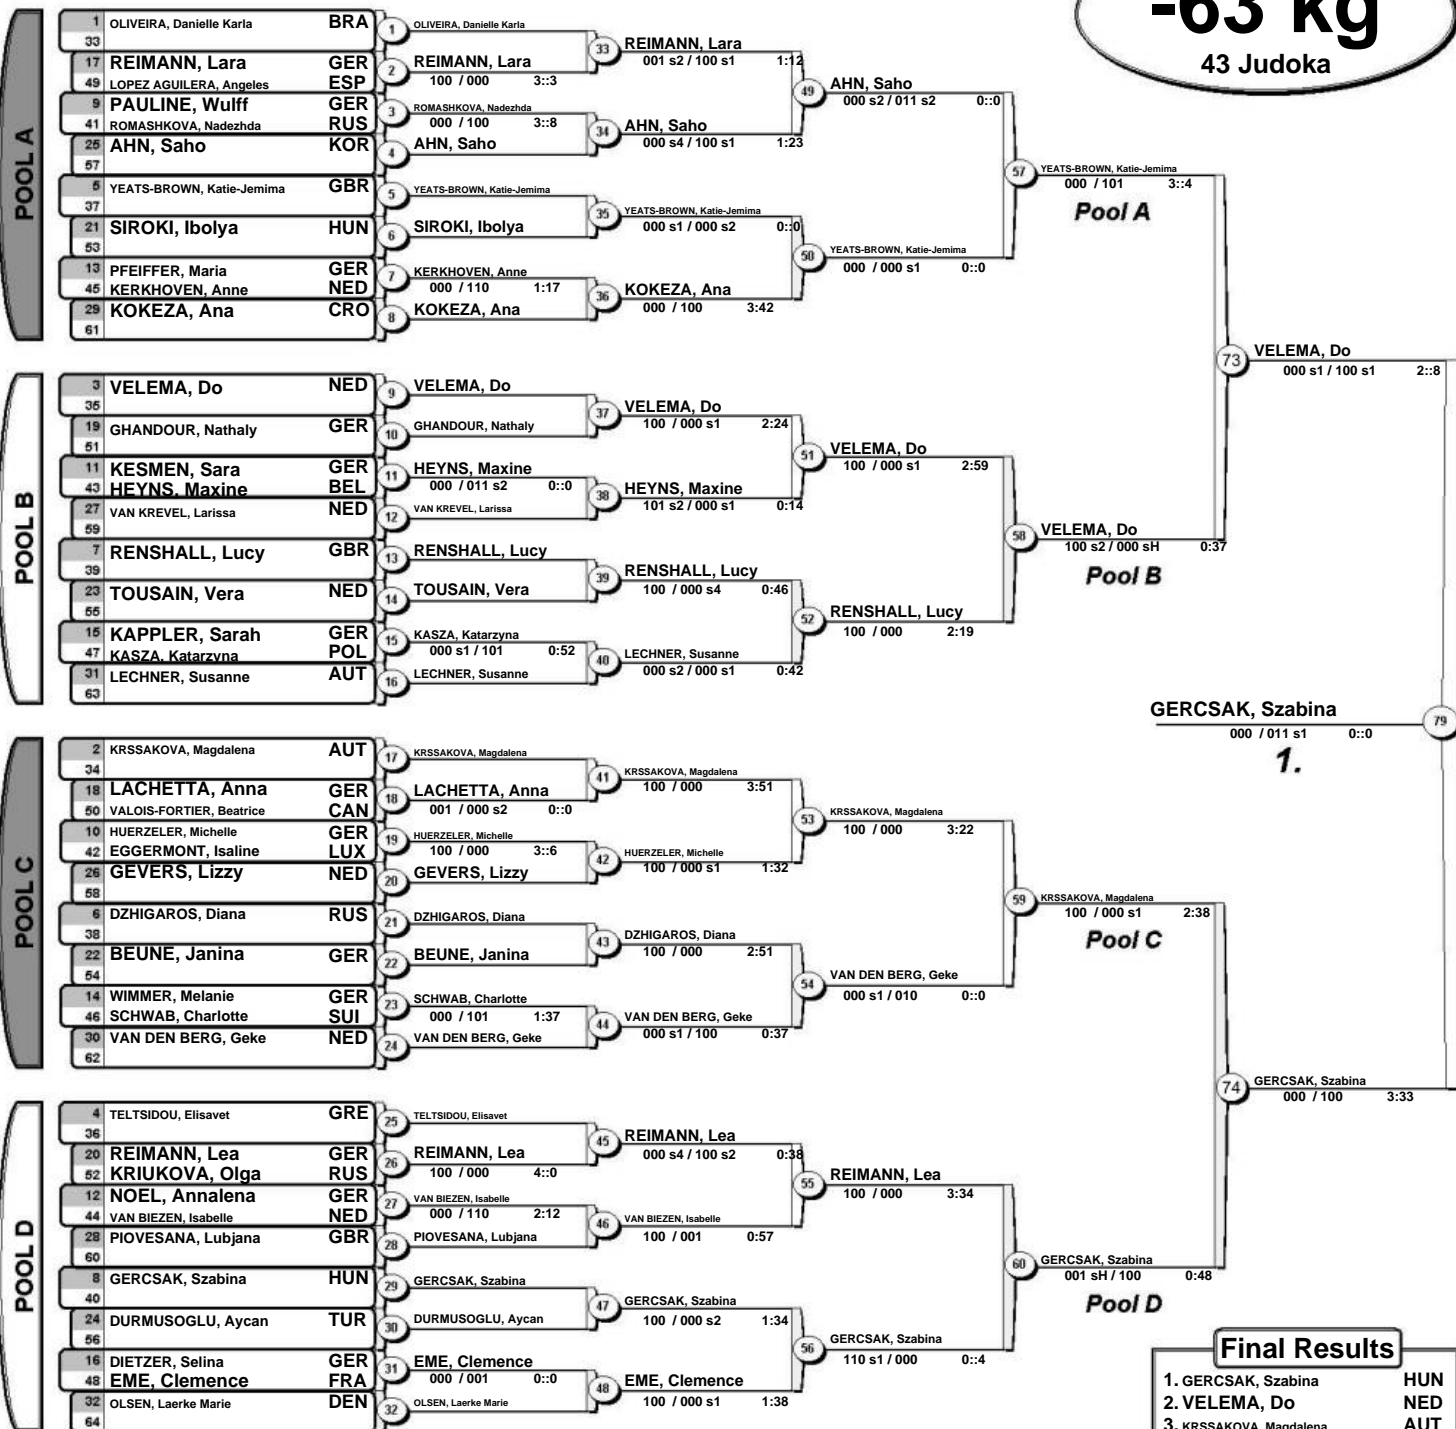 -63 kg
43 Judoka
POOL A
1 OLIVEIRA, Danielle Karla BRA
33
17 REIMANN, Lara GER
49 LOPEZ AGUILERA, Angeles ESP
9 PAULINE, Wulff GER
41 ROMASHKOVA, Nadezhda RUS
25 AHN, Saho KOR
57
5 YEATS-BROWN, Katie-Jemima GBR
37
21 SIROKI, Ibolya HUN
53
13 PFEIFFER, Maria GER
45 KERKHOVEN, Anne NED
29 KOKEZA, Ana CRO
61
1 OLIVEIRA, Danielle Karla
2 REIMANN, Lara
100 / 000 3::3
3 ROMASHKOVA, Nadezhda
000 / 100 3::8
4 AHN, Saho
5 YEATS-BROWN, Katie-Jemima
6 SIROKI, Ibolya
7 KERKHOVEN, Anne
000 / 110 1:17
8 KOKEZA, Ana
33 REIMANN, Lara
001 s2 / 100 s1 1:12
34 AHN, Saho
000 s4 / 100 s1 1:23
35 YEATS-BROWN, Katie-Jemima
000 s1 / 000 s2 0::0
36 KOKEZA, Ana
000 / 100 3:42
49 AHN, Saho
000 s2 / 011 s2 0::0
50 YEATS-BROWN, Katie-Jemima
000 / 000 s1 0::0
57 YEATS-BROWN, Katie-Jemima
000 / 101 3::4
Pool A
POOL B
3 VELEMA, Do NED
35
19 GHANDOUR, Nathaly GER
51
11 KESMEN, Sara GER
43 HEYNS, Maxine BEL
27 VAN KREVEL, Larissa NED
59
7 RENSHALL, Lucy GBR
39
23 TOUSAIN, Vera NED
55
15 KAPPLER, Sarah GER
47 KASZA, Katarzyna POL
31 LECHNER, Susanne AUT
63
9 VELEMA, Do
10 GHANDOUR, Nathaly
11 HEYNS, Maxine
000 / 011 s2 0::0
12 VAN KREVEL, Larissa
13 RENSHALL, Lucy
14 TOUSAIN, Vera
15 KASZA, Katarzyna
000 s1 / 101 0:52
16 LECHNER, Susanne
37 VELEMA, Do
100 / 000 s1 2:24
38 HEYNS, Maxine
101 s2 / 000 s1 0:14
39 RENSHALL, Lucy
100 / 000 s4 0:46
40 LECHNER, Susanne
000 s2 / 000 s1 0:42
51 VELEMA, Do
100 / 000 s1 2:59
52 RENSHALL, Lucy
100 / 000 2:19
58 VELEMA, Do
100 s2 / 000 sH 0:37
Pool B
73 VELEMA, Do
000 s1 / 100 s1 2::8
GERCSAK, Szabina 79
000 / 011 s1 0::0
1.
POOL C
2 KRSSAKOVA, Magdalena AUT
34
18 LACHETTA, Anna GER
50 VALOIS-FORTIER, Beatrice CAN
10 HUERZELER, Michelle GER
42 EGGERMONT, Isaline LUX
26 GEVERS, Lizzy NED
58
6 DZHIGAROS, Diana RUS
38
22 BEUNE, Janina GER
54
14 WIMMER, Melanie GER
46 SCHWAB, Charlotte SUI
30 VAN DEN BERG, Geke NED
62
17 KRSSAKOVA, Magdalena
18 LACHETTA, Anna
001 / 000 s2 0::0
19 HUERZELER, Michelle
100 / 000 3::6
20 GEVERS, Lizzy
21 DZHIGAROS, Diana
22 BEUNE, Janina
23 SCHWAB, Charlotte
000 / 101 1:37
24 VAN DEN BERG, Geke
41 KRSSAKOVA, Magdalena
100 / 000 3:51
42 HUERZELER, Michelle
100 / 000 s1 1:32
43 DZHIGAROS, Diana
100 / 000 2:51
44 VAN DEN BERG, Geke
000 s1 / 100 0:37
53 KRSSAKOVA, Magdalena
100 / 000 3:22
54 VAN DEN BERG, Geke
000 s1 / 010 0::0
59 KRSSAKOVA, Magdalena
100 / 000 s1 2:38
Pool C
POOL D
4 TELTSIDOU, Elisavet GRE
36
20 REIMANN, Lea GER
52 KRIUKOVA, Olga RUS
12 NOEL, Annalena GER
44 VAN BIEZEN, Isabelle NED
28 PIOVESANA, Lubjana GBR
60
8 GERCSAK, Szabina HUN
40
24 DURMUSOGLU, Aycan TUR
56
16 DIETZER, Selina GER
48 EME, Clemence FRA
32 OLSEN, Laerke Marie DEN
64
25 TELTSIDOU, Elisavet
26 REIMANN, Lea
100 / 000 4::0
27 VAN BIEZEN, Isabelle
000 / 110 2:12
28 PIOVESANA, Lubjana
29 GERCSAK, Szabina
30 DURMUSOGLU, Aycan
31 EME, Clemence
000 / 001 0::0
32 OLSEN, Laerke Marie
45 REIMANN, Lea
000 s4 / 100 s2 0:38
46 VAN BIEZEN, Isabelle
100 / 001 0:57
47 GERCSAK, Szabina
100 / 000 s2 1:34
48 EME, Clemence
100 / 000 s1 1:38
55 REIMANN, Lea
100 / 000 3:34
56 GERCSAK, Szabina
110 s1 / 000 0::4
60 GERCSAK, Szabina
001 sH / 100 0:48
Pool D
74 GERCSAK, Szabina
000 / 100 3:33
Final Results
1. GERCSAK, Szabina HUN
2. VELEMA, Do NED
3. KRSSAKOVA, Magdalena AUT